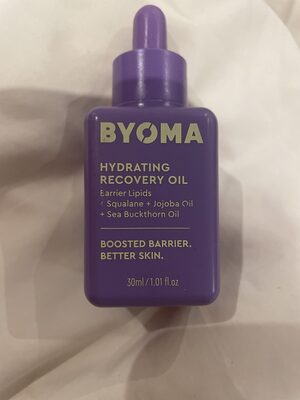 BYOMA
HYDRATING
RECOVERY OIL
Barrier Lipids
+ Squalane + Jojoba Oil
+ Sea Buckthorn Oil
BOOSTED BARRIER.
BETTER SKIN.
30ml / 1.01 fl.oz